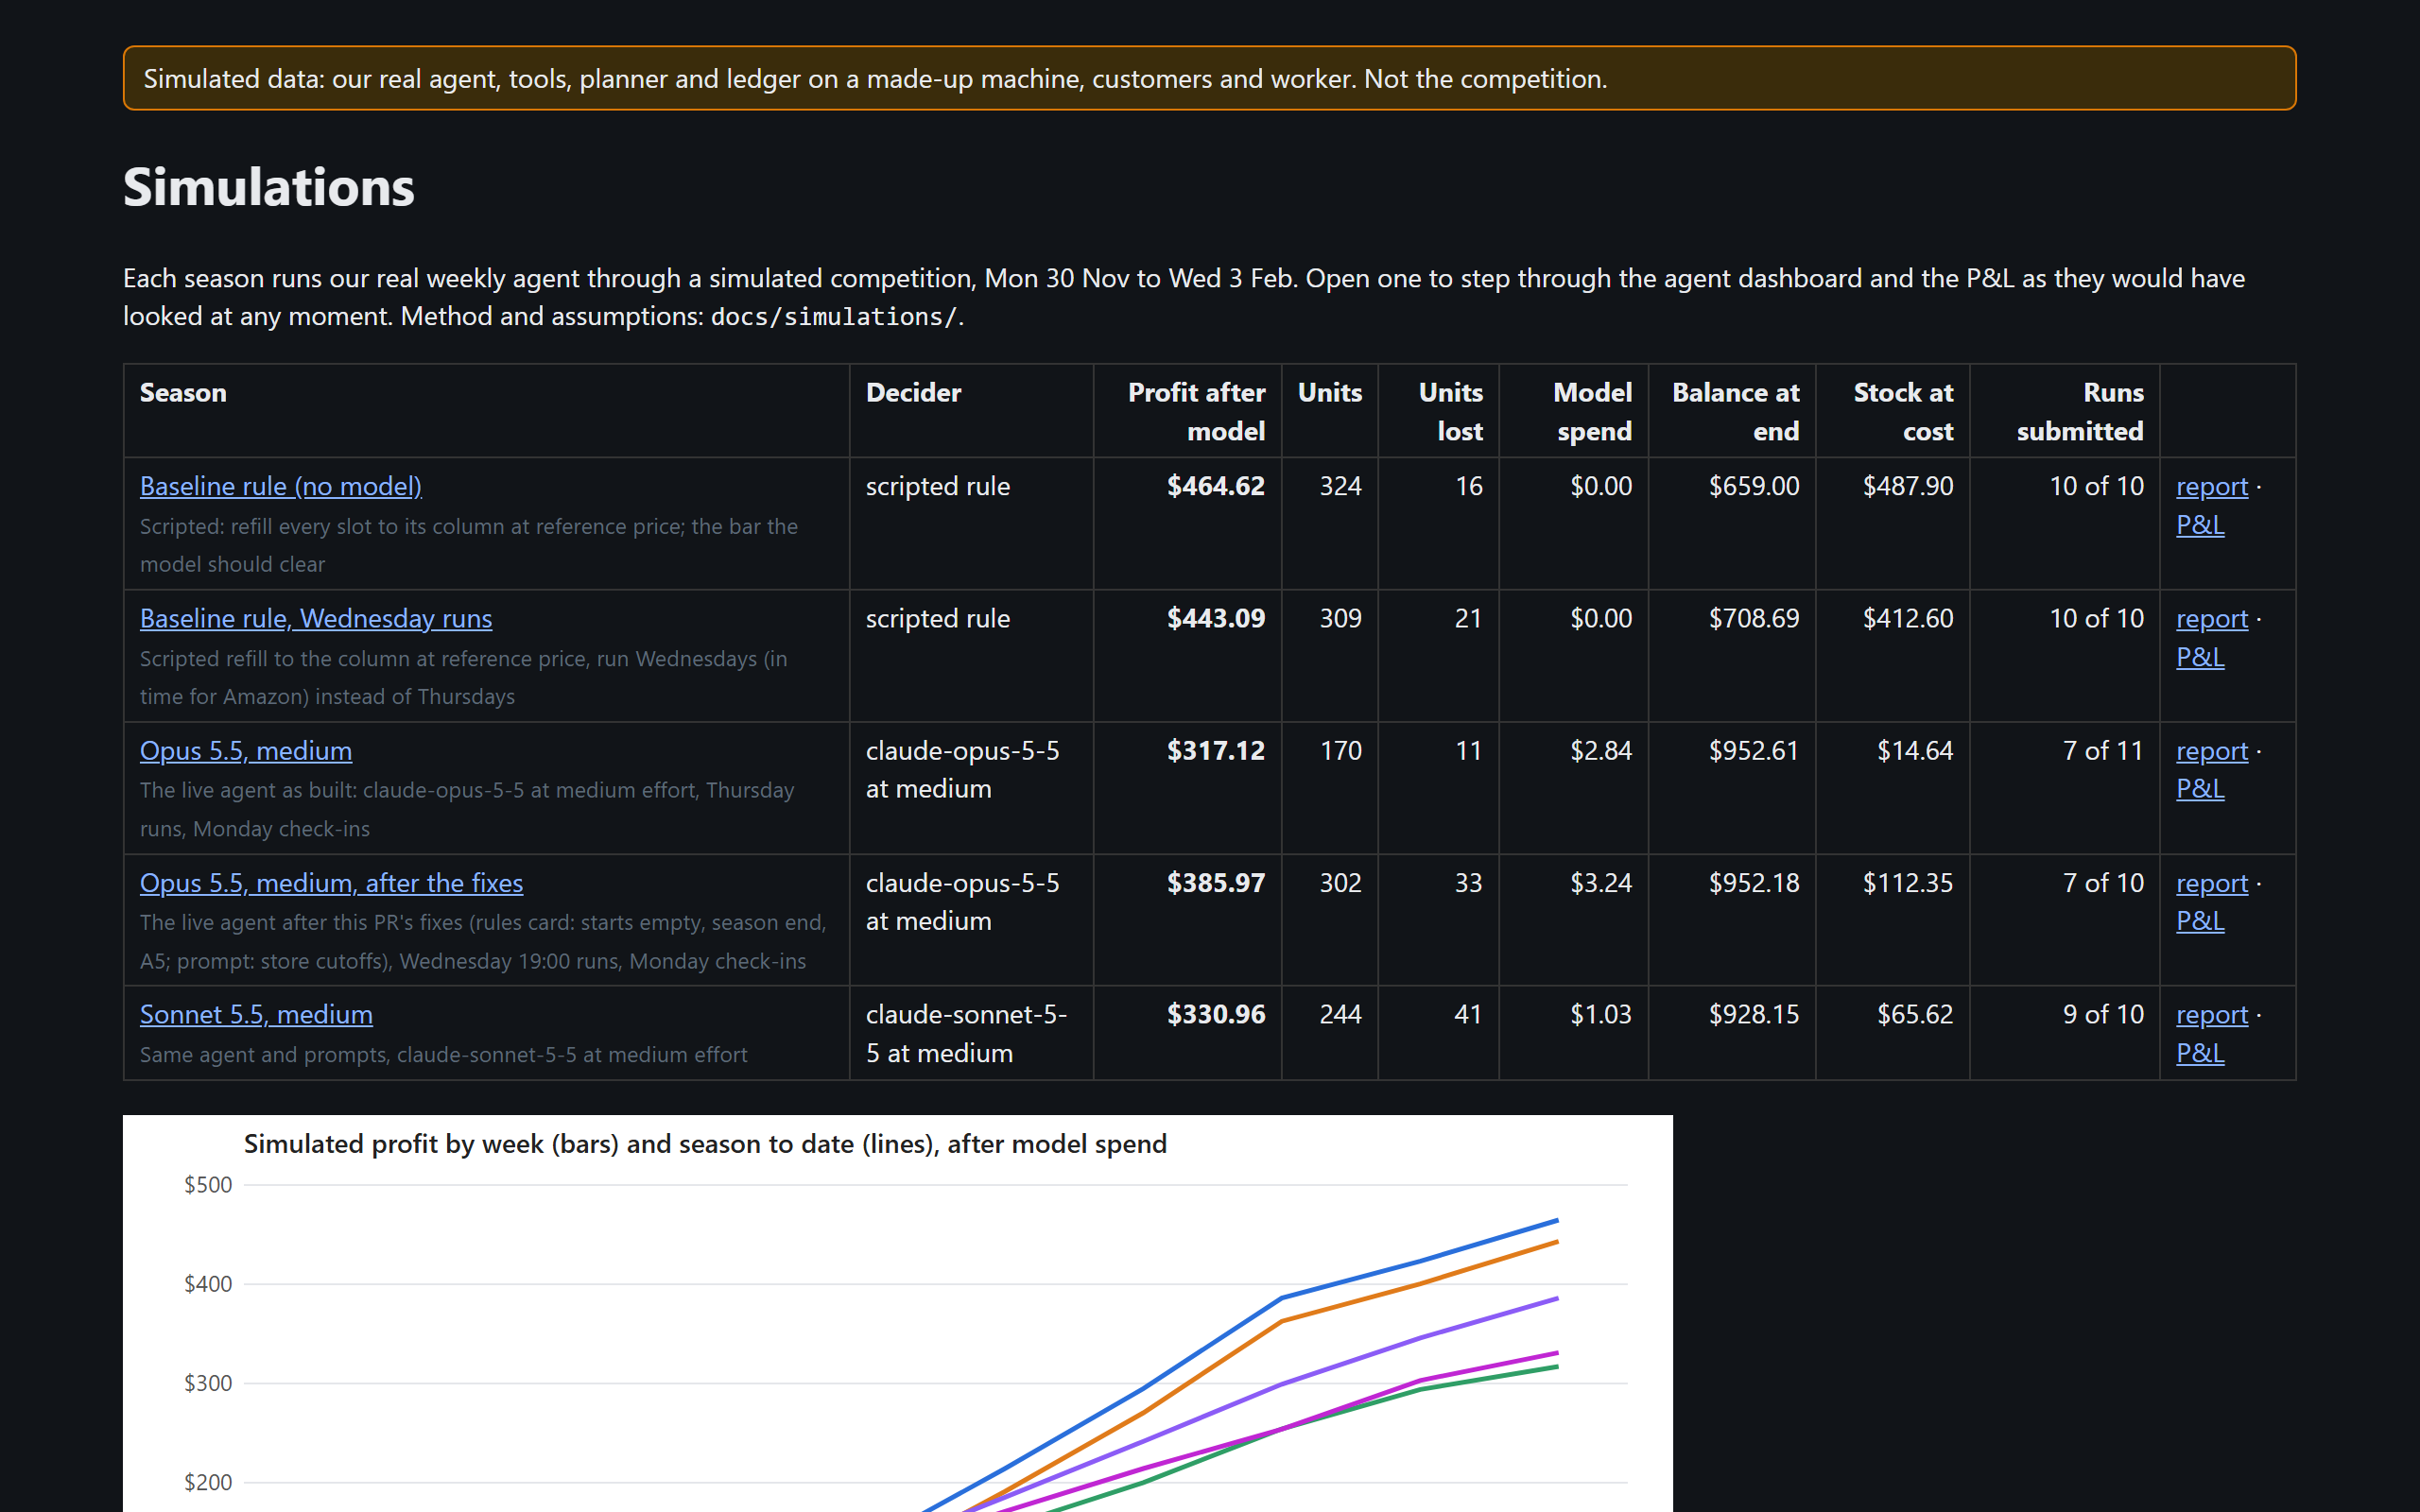 Simulated data: our real agent, tools, planner and ledger on a made-up machine, customers and worker. Not the competition.
Simulations
Each season runs our real weekly agent through a simulated competition, Mon 30 Nov to Wed 3 Feb. Open one to step through the agent dashboard and the P&L as they would have
looked at any moment. Method and assumptions: docs/simulations/.
Season Decider Profit after model Units Units lost Model spend Balance at end Stock at cost Runs submitted
Baseline rule (no model) scripted rule $464.62 324 16 $0.00 $659.00 $487.90 10 of 10 report ·
Scripted: refill every slot to its column at reference price; the bar the P&L
model should clear
Baseline rule, Wednesday runs scripted rule $443.09 309 21 $0.00 $708.69 $412.60 10 of 10 report ·
Scripted refill to the column at reference price, run Wednesdays (in P&L
time for Amazon) instead of Thursdays
Opus 5.5, medium claude-opus-5-5 $317.12 170 11 $2.84 $952.61 $14.64 7 of 11 report ·
The live agent as built: claude-opus-5-5 at medium effort, Thursday at medium P&L
runs, Monday check-ins
Opus 5.5, medium, after the fixes claude-opus-5-5 $385.97 302 33 $3.24 $952.18 $112.35 7 of 10 report ·
The live agent after this PR's fixes (rules card: starts empty, season end, at medium P&L
A5; prompt: store cutoffs), Wednesday 19:00 runs, Monday check-ins
Sonnet 5.5, medium claude-sonnet-5- $330.96 244 41 $1.03 $928.15 $65.62 9 of 10 report ·
Same agent and prompts, claude-sonnet-5-5 at medium effort 5 at medium P&L
Simulated profit by week (bars) and season to date (lines), after model spend
$500
$400
$300
$200